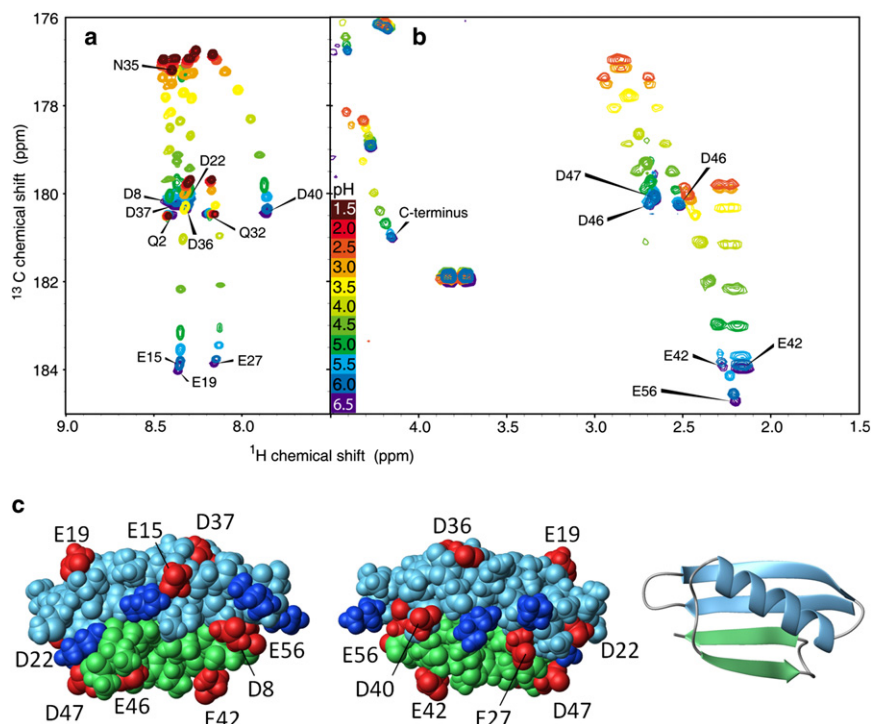 a
b
176
178
180
182
184
13 C chemical shift (ppm)
N35
D22
D8
D37
Q2
D36
Q32
D40
E15
E19
E27
pH
1.5
2.0
2.5
3.0
3.5
4.0
4.5
5.0
5.5
6.0
6.5
C-terminus
D47
D46
D46
E42
E42
E56
9.0
8.5
8.0
4.0
3.5
3.0
2.5
2.0
1.5
1H chemical shift (ppm)
c
E19
E15
D37
D22
D47
E46
E42
D8
E56
D36
E19
E56
D40
E42
E27
D47
D22